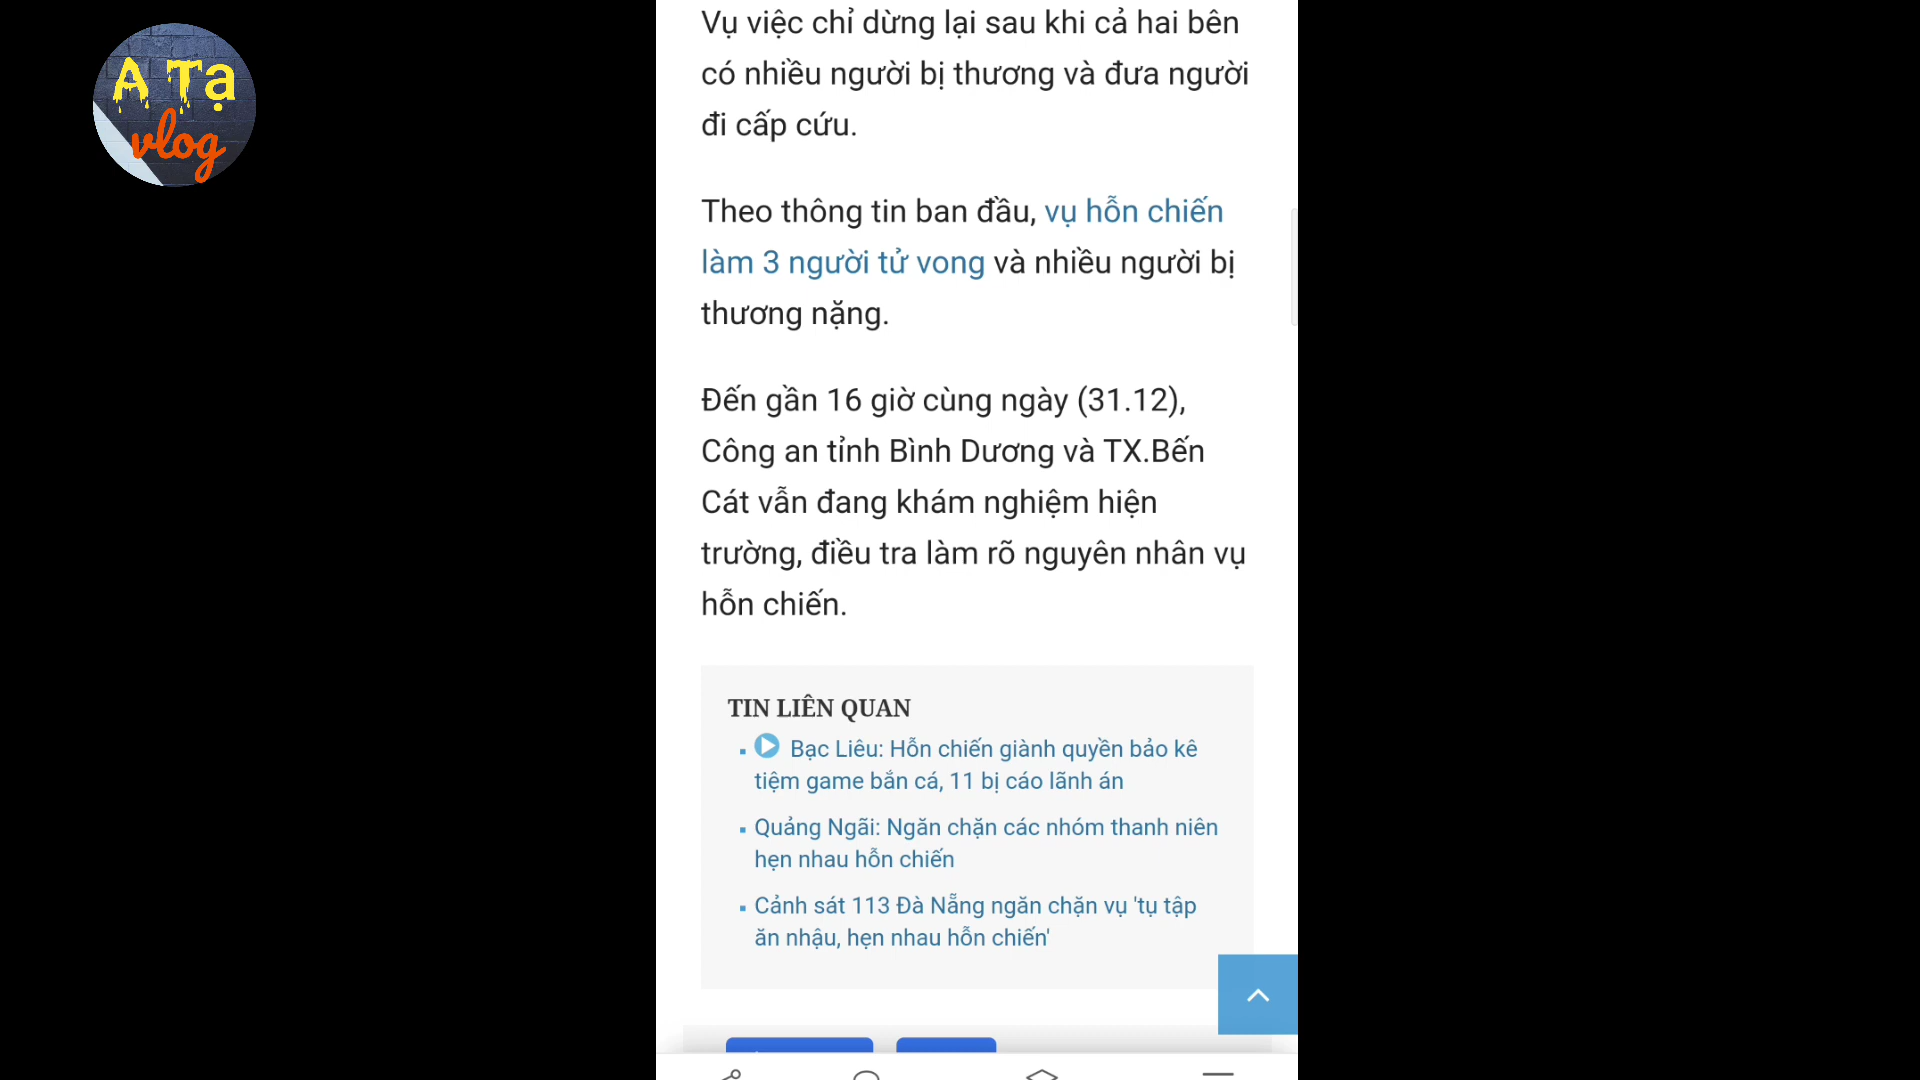 A Tạ
vlog
Vụ việc chỉ dừng lại sau khi cả hai bên
có nhiều người bị thương và đưa người
đi cấp cứu.
Theo thông tin ban đầu, vụ hỗn chiến
làm 3 người tử vong và nhiều người bị
thương nặng.
Đến gần 16 giờ cùng ngày (31.12),
Công an tỉnh Bình Dương và TX.Bến
Cát vẫn đang khám nghiệm hiện
trường, điều tra làm rõ nguyên nhân vụ
hỗn chiến.
TIN LIÊN QUAN
Bạc Liêu: Hỗn chiến giành quyền bảo kê
tiệm game bắn cá, 11 bị cáo lãnh án
Quảng Ngãi: Ngăn chặn các nhóm thanh niên
hẹn nhau hỗn chiến
Cảnh sát 113 Đà Nẵng ngăn chặn vụ 'tụ tập
ăn nhậu, hẹn nhau hỗn chiến'